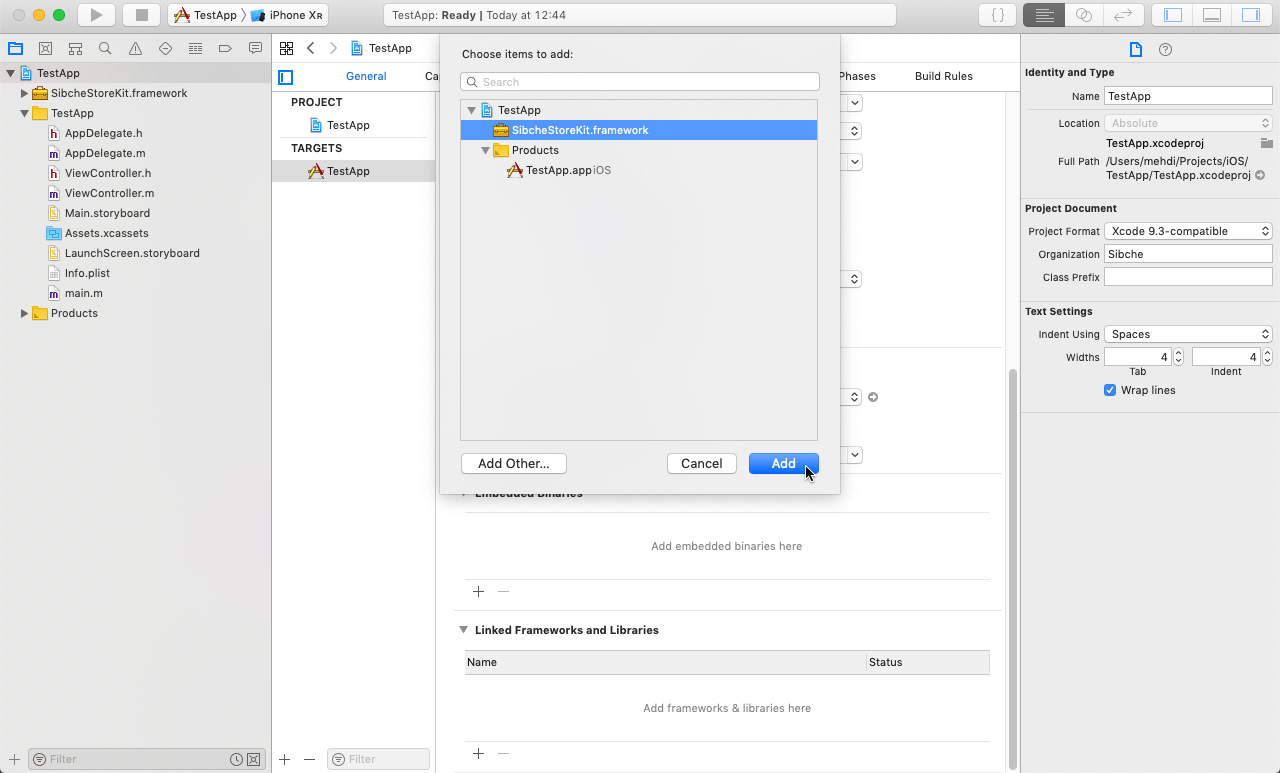 TestApp
iPhone XR
TestApp: Ready | Today at 12:44
TestApp
SibcheStoreKit.framework
TestApp
AppDelegate.h
AppDelegate.m
ViewController.h
ViewController.m
Main.storyboard
Assets.xcassets
LaunchScreen.storyboard
Info.plist
main.m
Products
Filter
TestApp
General
Ca
Phases
Build Rules
PROJECT
TestApp
TARGETS
TestApp
Filter
Choose items to add:
Search
TestApp
SibcheStoreKit.framework
Products
TestApp.app iOS
Add Other...
Cancel
Add
Embedded Binaries
Add embedded binaries here
Linked Frameworks and Libraries
Name Status
Add frameworks & libraries here
Identity and Type
Name TestApp
Location Absolute
TestApp.xcodeproj
Full Path /Users/mehdi/Projects/iOS/
TestApp/TestApp.xcodeproj
Project Document
Project Format Xcode 9.3-compatible
Organization Sibche
Class Prefix
Text Settings
Indent Using Spaces
Widths 4 4
Tab Indent
Wrap lines